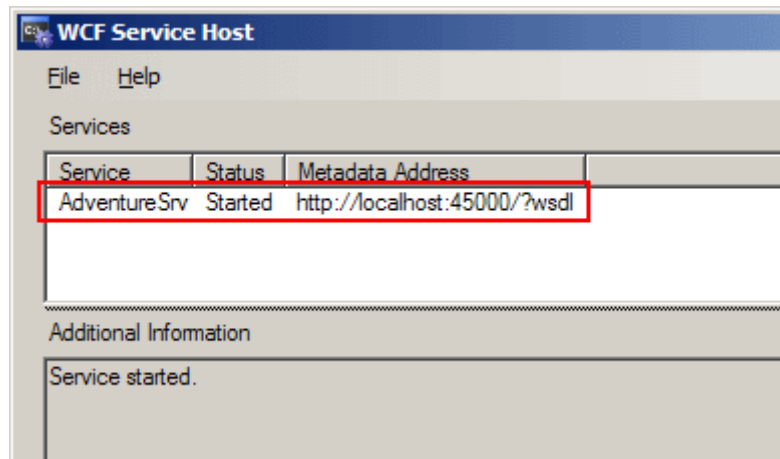 WCF Service Host
File Help
Services
Service Status Metadata Address
AdventureSrv Started http://localhost:45000/?wsdl
Additional Information
Service started.